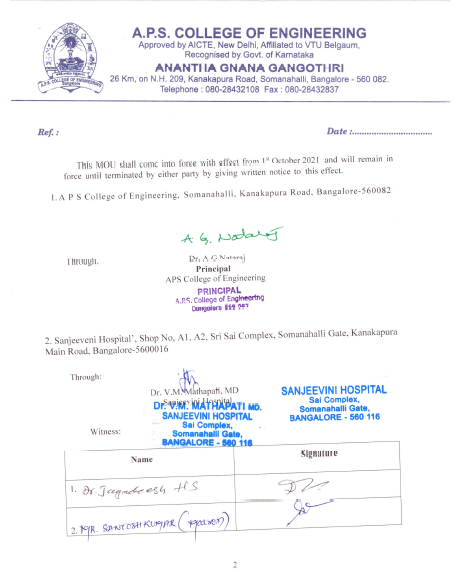 A.P.S. COLLEGE OF ENGINEERING
Approved by AICTE, New Delhi, Affiliated to VTU Belgaum,
Recognised by Govt. of Karnataka
ANANTHA GNANA GANGOTHRI
26 Km, on N.H. 209, Kanakapura Road, Somanahalli, Bangalore - 560 082.
Telephone : 080-28432108 Fax : 080-28432837
A.P.S. COLLEGE OF ENGINEERING
Ref. :
Date :................................
This MOU shall come into force with effect from 1st October 2021 and will remain in
force until terminated by either party by giving written notice to this effect.
1. A P S College of Engineering, Somanahalli, Kanakapura Road, Bangalore-560082
A G. Nataraj
Through.
Dr. A G Nataraj
Principal
APS College of Engineering
PRINCIPAL
A.P.S. College of Engineering
Bangalore 560 082
2. Sanjeeveni Hospital', Shop No, A1, A2, Sri Sai Complex, Somanahalli Gate, Kanakapura
Main Road, Bangalore-5600016
Through:
Dr. V.M. Mathapati, MD
Sanjeevini Hospital
Dr. V.M. MATHAPATI MD.
SANJEEVINI HOSPITAL
Sai Complex,
Somanahalli Gate,
BANGALORE - 560 116
SANJEEVINI HOSPITAL
Sai Complex,
Somanahalli Gate,
BANGALORE - 560 116
Witness:
Name
Signature
1. Dr. Jagadeesh H S
2. MR. SANTOSH KUMAR
2